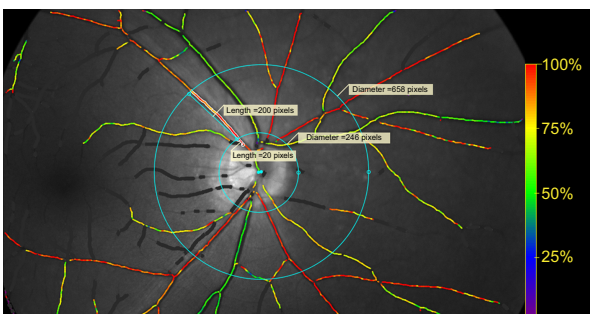 100%
Diameter =658 pixels
Length =200 pixels
75%
Diameter =246 pixels
Length =20 pixels
50%
25%